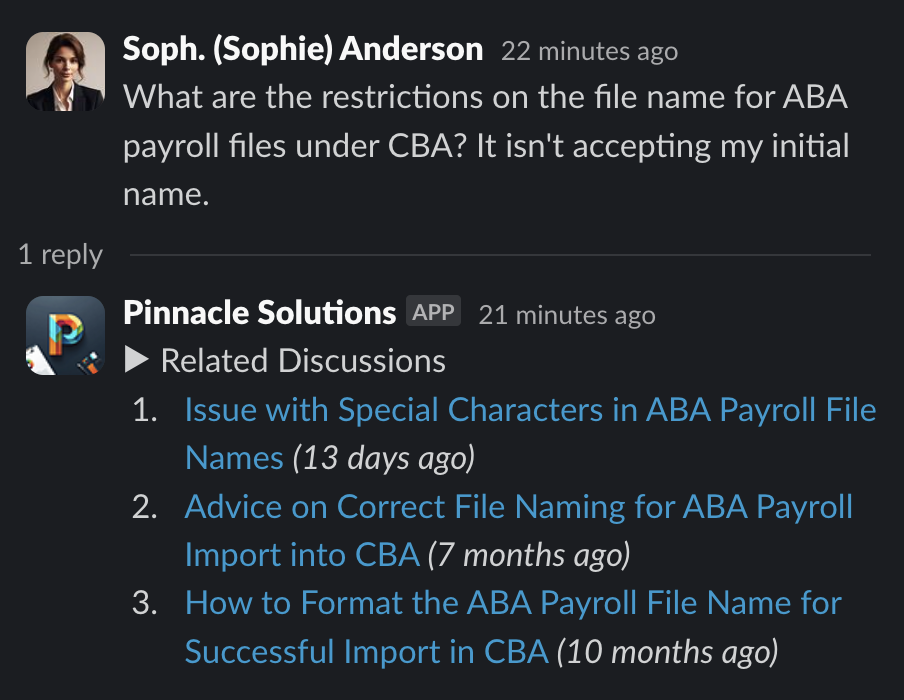 Soph. (Sophie) Anderson 22 minutes ago
What are the restrictions on the file name for ABA
payroll files under CBA? It isn't accepting my initial
name.
1 reply
Pinnacle Solutions APP 21 minutes ago
▶ Related Discussions
1. Issue with Special Characters in ABA Payroll File
Names (13 days ago)
2. Advice on Correct File Naming for ABA Payroll
Import into CBA (7 months ago)
3. How to Format the ABA Payroll File Name for
Successful Import in CBA (10 months ago)